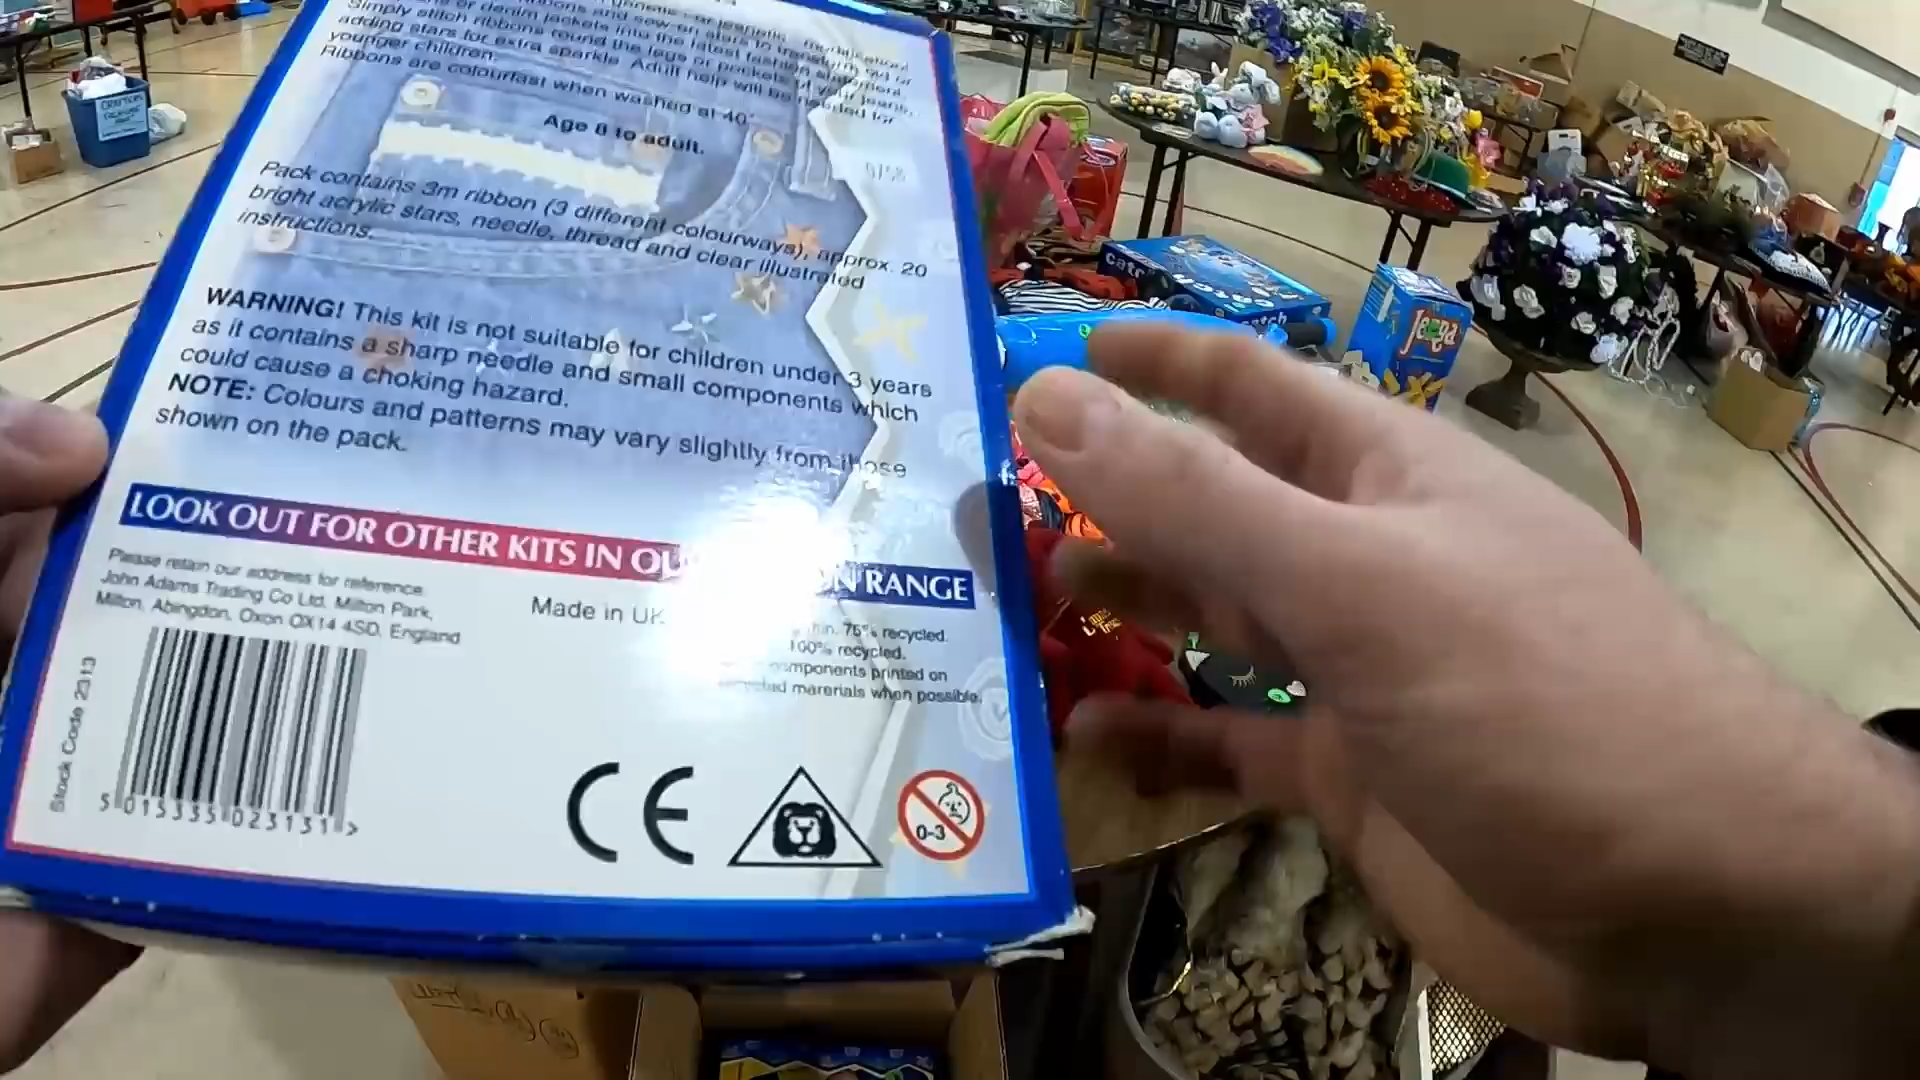 Simply stitch ribbons round the legs or pockets of your jeans,
adding stars for extra sparkle. Adult help will be needed for
younger children.
Ribbons are colourfast when washed at 40°
Age 8 to adult.
Pack contains 3m ribbon (3 different colourways), approx. 20
bright acrylic stars, needle, thread and clear illustrated
instructions.
WARNING! This kit is not suitable for children under 3 years
as it contains a sharp needle and small components which
could cause a choking hazard.
NOTE: Colours and patterns may vary slightly from those
shown on the pack.
LOOK OUT FOR OTHER KITS IN RANGE
Please retain our address for reference
John Adams Trading Co Ltd. Milton Park,
Milton, Abingdon, Oxon OX14 4SD, England
Made in UK
75% recycled.
100% recycled.
components printed on
materials when possible.
Stock Code 2313
5 015335 023131 >
CE
0-3
Jenga
catch